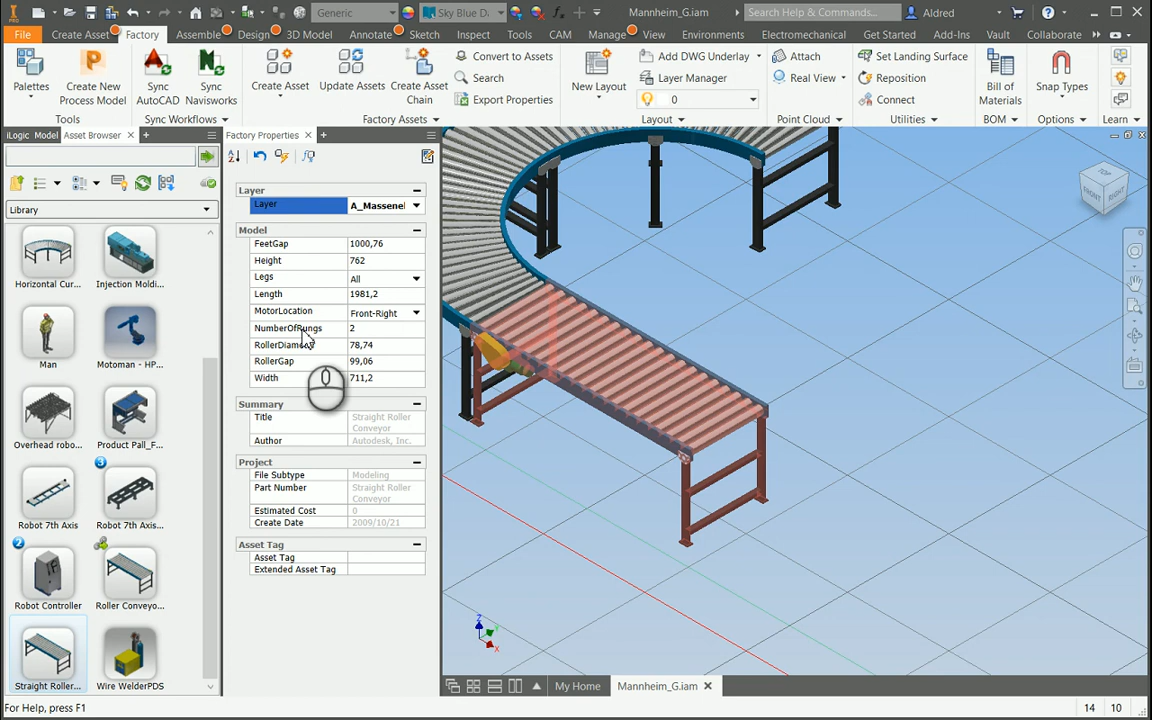 Generic
Sky Blue D
Mannheim_G.iam
Search Help & Commands...
Aldred
PRO
File
Create Asset
Factory
Assemble
Design
3D Model
Annotate
Sketch
Inspect
Tools
CAM
Manage
View
Environments
Electromechanical
Get Started
Add-Ins
Vault
Collaborate
Palettes
Create New
Process Model
Sync
AutoCAD
Sync
Navisworks
Create Asset
Update Assets
Create Asset
Chain
Convert to Assets
Search
Export Properties
New Layout
Add DWG Underlay
Layer Manager
0
Attach
Real View
Set Landing Surface
Reposition
Connect
Bill of
Materials
Snap Types
Tools
Sync Workflows
Factory Assets
Layout
Point Cloud
Utilities
BOM
Options
Learn
iLogic
Model
Asset Browser
Factory Properties
Library
Horizontal Cur...
Injection Moldi...
Man
Motoman - HP...
Overhead robo...
Product Pall_F...
3
Robot 7th Axis
Robot 7th Axis...
2
Robot Controller
Roller Conveyo...
Straight Roller...
Wire WelderPDS
Layer
Layer A_Massenei
Model
FeetGap 1000,76
Height 762
Legs All
Length 1981,2
MotorLocation Front-Right
NumberOfRungs 2
78,74
RollerGap 99,06
Width 711,2
Summary
Title Straight Roller
Conveyor
Author Autodesk, Inc.
Project
File Subtype Modeling
Part Number Straight Roller
Conveyor
Estimated Cost 0
Create Date 2009/10/21
Asset Tag
Asset Tag
Extended Asset Tag
TOP
FRONT
RIGHT
Z
Y
X
My Home
Mannheim_G.iam
For Help, press F1
14
10